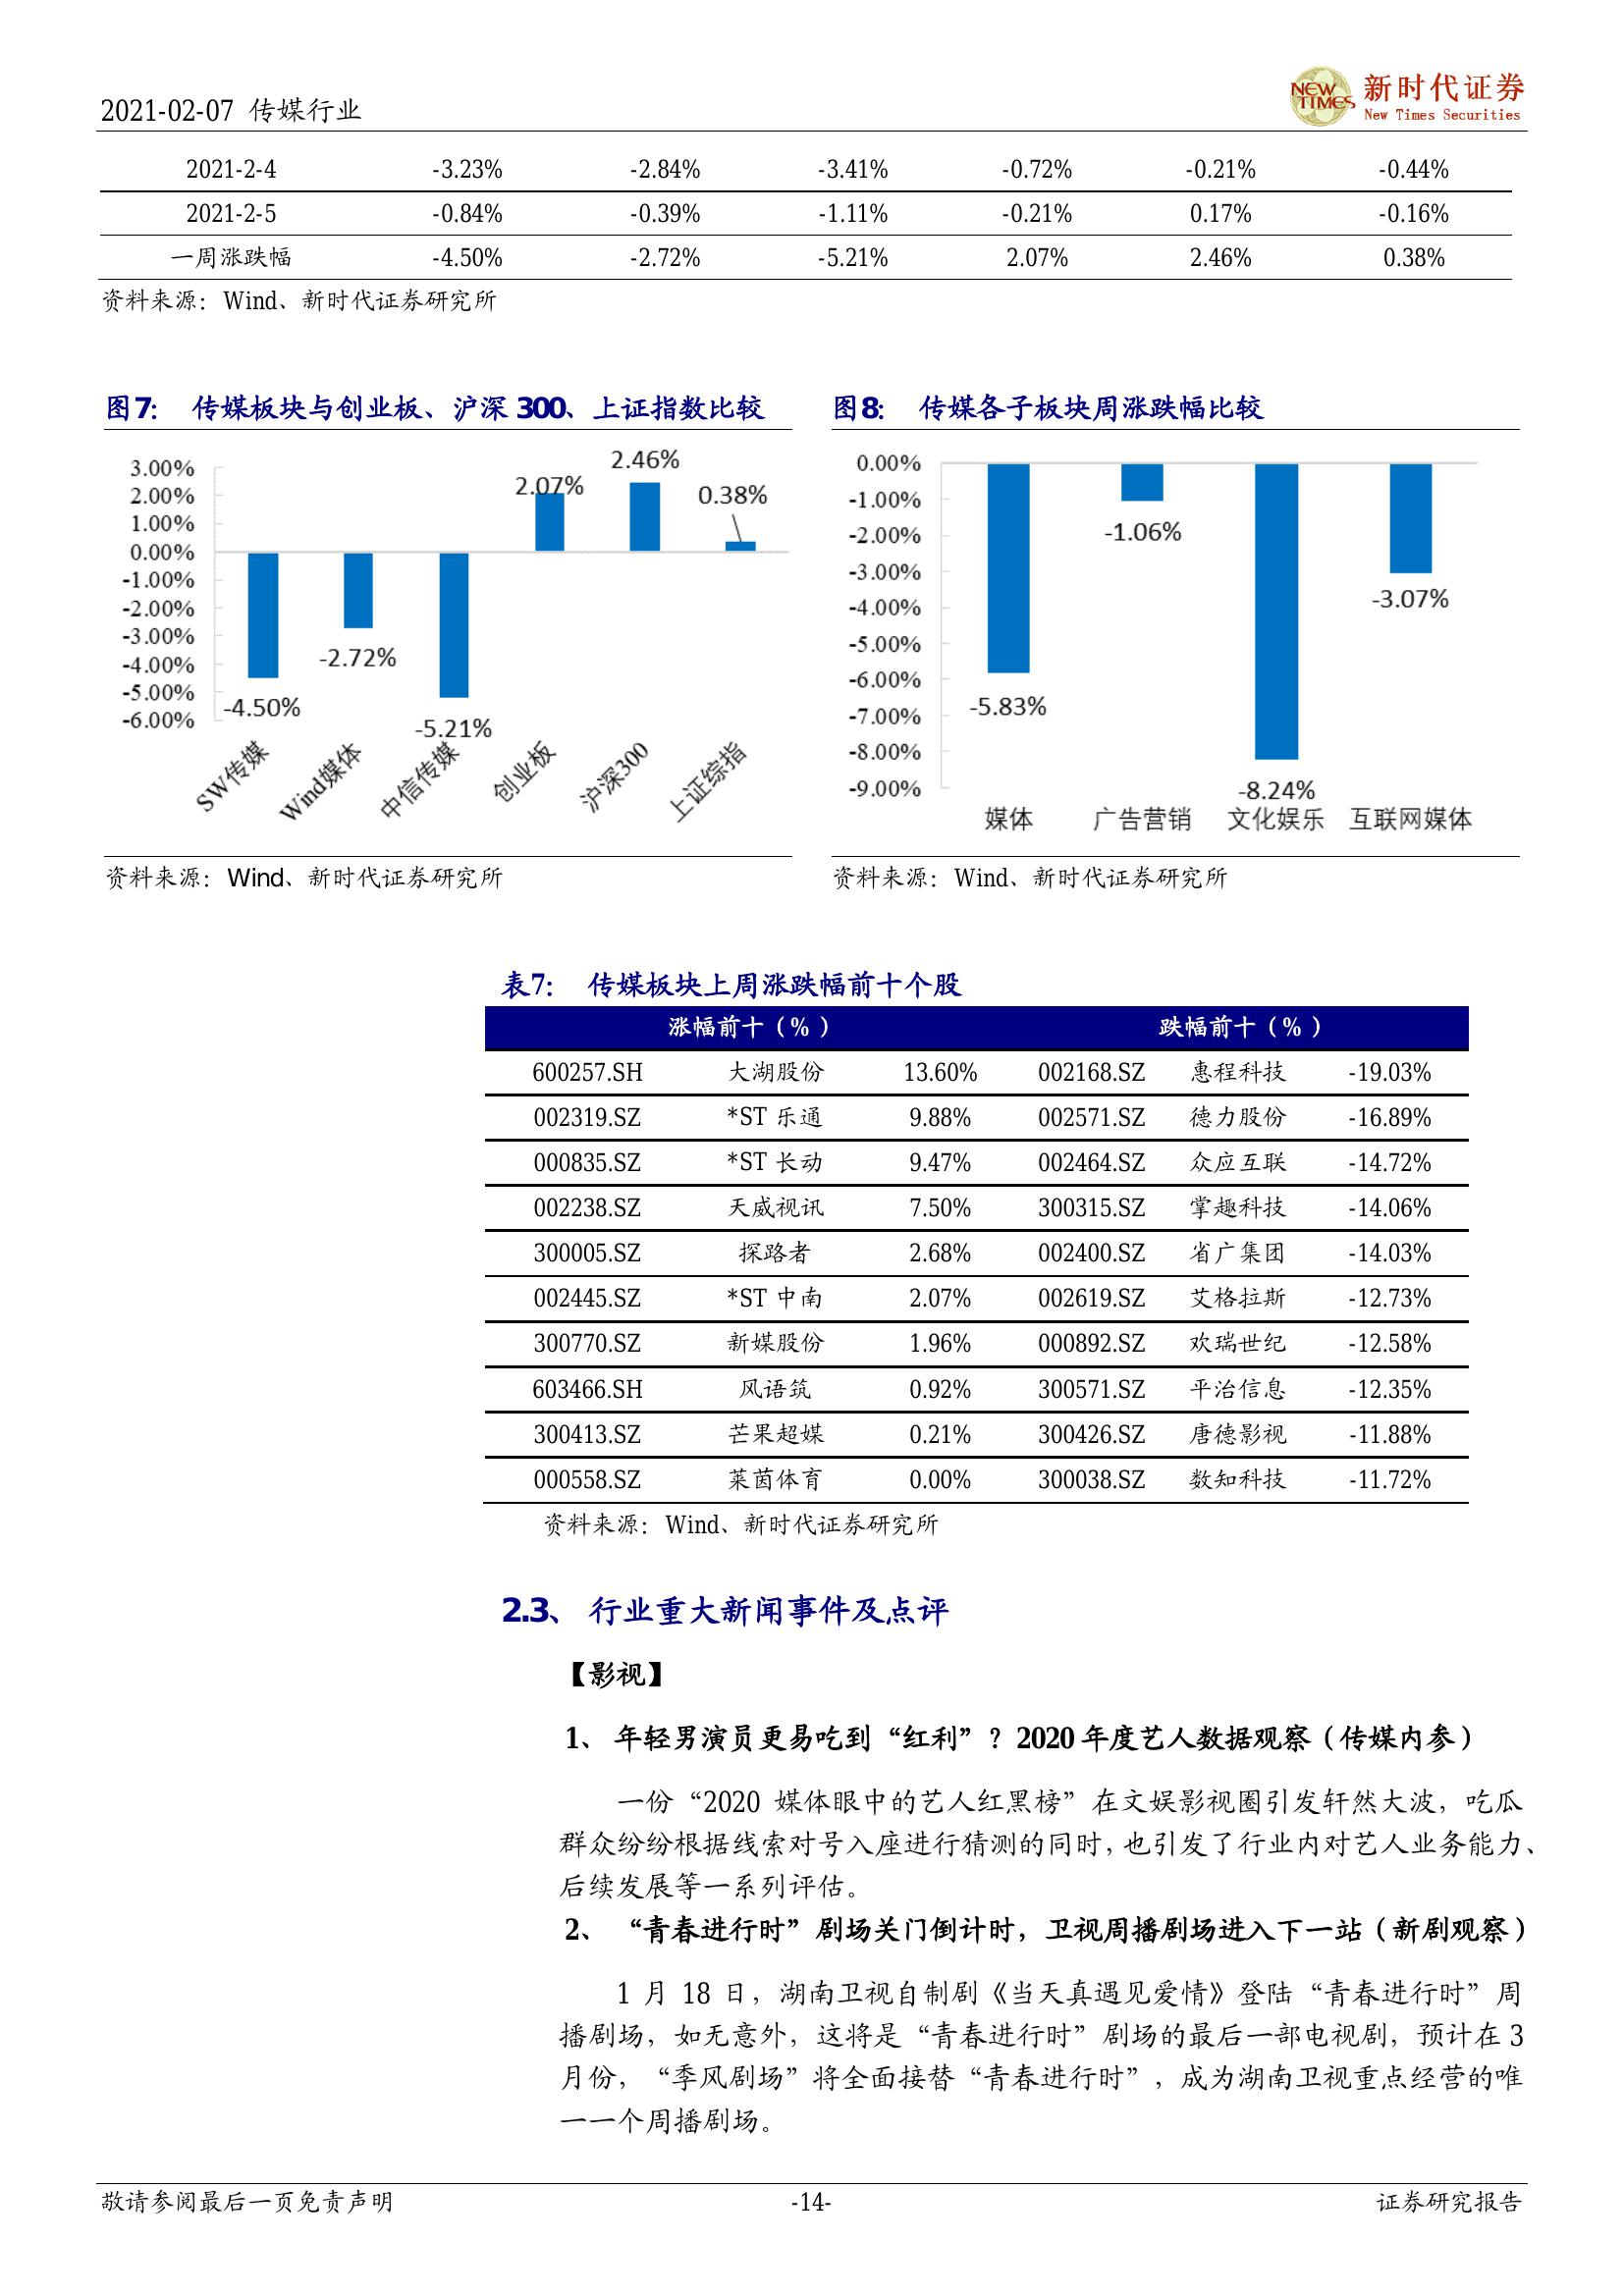 2021-02-07 传媒行业
NEW TIMES 新时代证券
New Times Securities
2021-2-4 -3.23% -2.84% -3.41% -0.72% -0.21% -0.44%
2021-2-5 -0.84% -0.39% -1.11% -0.21% 0.17% -0.16%
一周涨跌幅 -4.50% -2.72% -5.21% 2.07% 2.46% 0.38%
资料来源：Wind、新时代证券研究所
图7： 传媒板块与创业板、沪深 300、上证指数比较
3.00%
2.00%
1.00%
0.00%
-1.00%
-2.00%
-3.00%
-4.00%
-5.00%
-6.00%
-4.50%
-2.72%
-5.21%
2.07%
2.46%
0.38%
SW传媒 Wind媒体 中信传媒 创业板 沪深300 上证综指
资料来源：Wind、新时代证券研究所
图8： 传媒各子板块周涨跌幅比较
0.00%
-1.00%
-2.00%
-3.00%
-4.00%
-5.00%
-6.00%
-7.00%
-8.00%
-9.00%
-5.83%
-1.06%
-8.24%
-3.07%
媒体 广告营销 文化娱乐 互联网媒体
资料来源：Wind、新时代证券研究所
表7： 传媒板块上周涨跌幅前十个股
涨幅前十（%） 跌幅前十（%）
600257.SH 大湖股份 13.60% 002168.SZ 惠程科技 -19.03%
002319.SZ *ST 乐通 9.88% 002571.SZ 德力股份 -16.89%
000835.SZ *ST 长动 9.47% 002464.SZ 众应互联 -14.72%
002238.SZ 天威视讯 7.50% 300315.SZ 掌趣科技 -14.06%
300005.SZ 探路者 2.68% 002400.SZ 省广集团 -14.03%
002445.SZ *ST 中南 2.07% 002619.SZ 艾格拉斯 -12.73%
300770.SZ 新媒股份 1.96% 000892.SZ 欢瑞世纪 -12.58%
603466.SH 风语筑 0.92% 300571.SZ 平治信息 -12.35%
300413.SZ 芒果超媒 0.21% 300426.SZ 唐德影视 -11.88%
000558.SZ 莱茵体育 0.00% 300038.SZ 数知科技 -11.72%
资料来源：Wind、新时代证券研究所
2.3、 行业重大新闻事件及点评
【影视】
1、 年轻男演员更易吃到“红利”？2020 年度艺人数据观察（传媒内参）
一份“2020 媒体眼中的艺人红黑榜”在文娱影视圈引发轩然大波，吃瓜
群众纷纷根据线索对号入座进行猜测的同时，也引发了行业内对艺人业务能力、
后续发展等一系列评估。
2、 “青春进行时”剧场关门倒计时，卫视周播剧场进入下一站（新剧观察）
1 月 18 日，湖南卫视自制剧《当天真遇见爱情》登陆“青春进行时”周
播剧场，如无意外，这将是“青春进行时”剧场的最后一部电视剧，预计在 3
月份，“季风剧场”将全面接替“青春进行时”，成为湖南卫视重点经营的唯
一一个周播剧场。
敬请参阅最后一页免责声明 -14- 证券研究报告